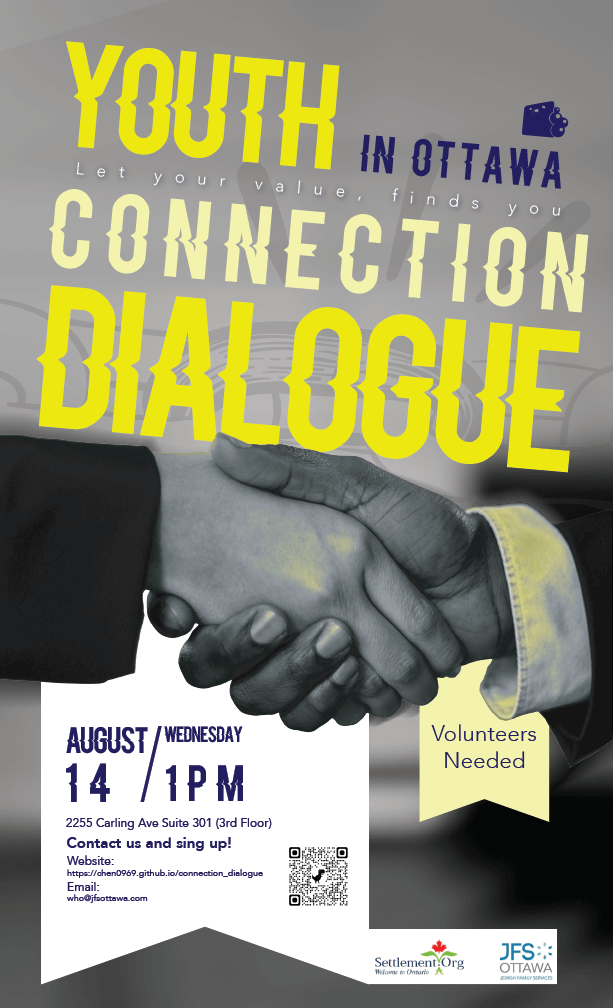 YOUTH
IN OTTAWA
Let your value, finds you
CONNECTION
DIALOGUE
Volunteers
Needed
AUGUST / WEDNESDAY
14 / 1PM
2255 Carling Ave Suite 301 (3rd Floor)
Contact us and sing up!
Website:
https://chen0969.github.io/connection_dialogue
Email:
who@jfsottawa.com
Settlement.Org
Welcome to Ontario
JFS
OTTAWA
JEWISH FAMILY SERVICES